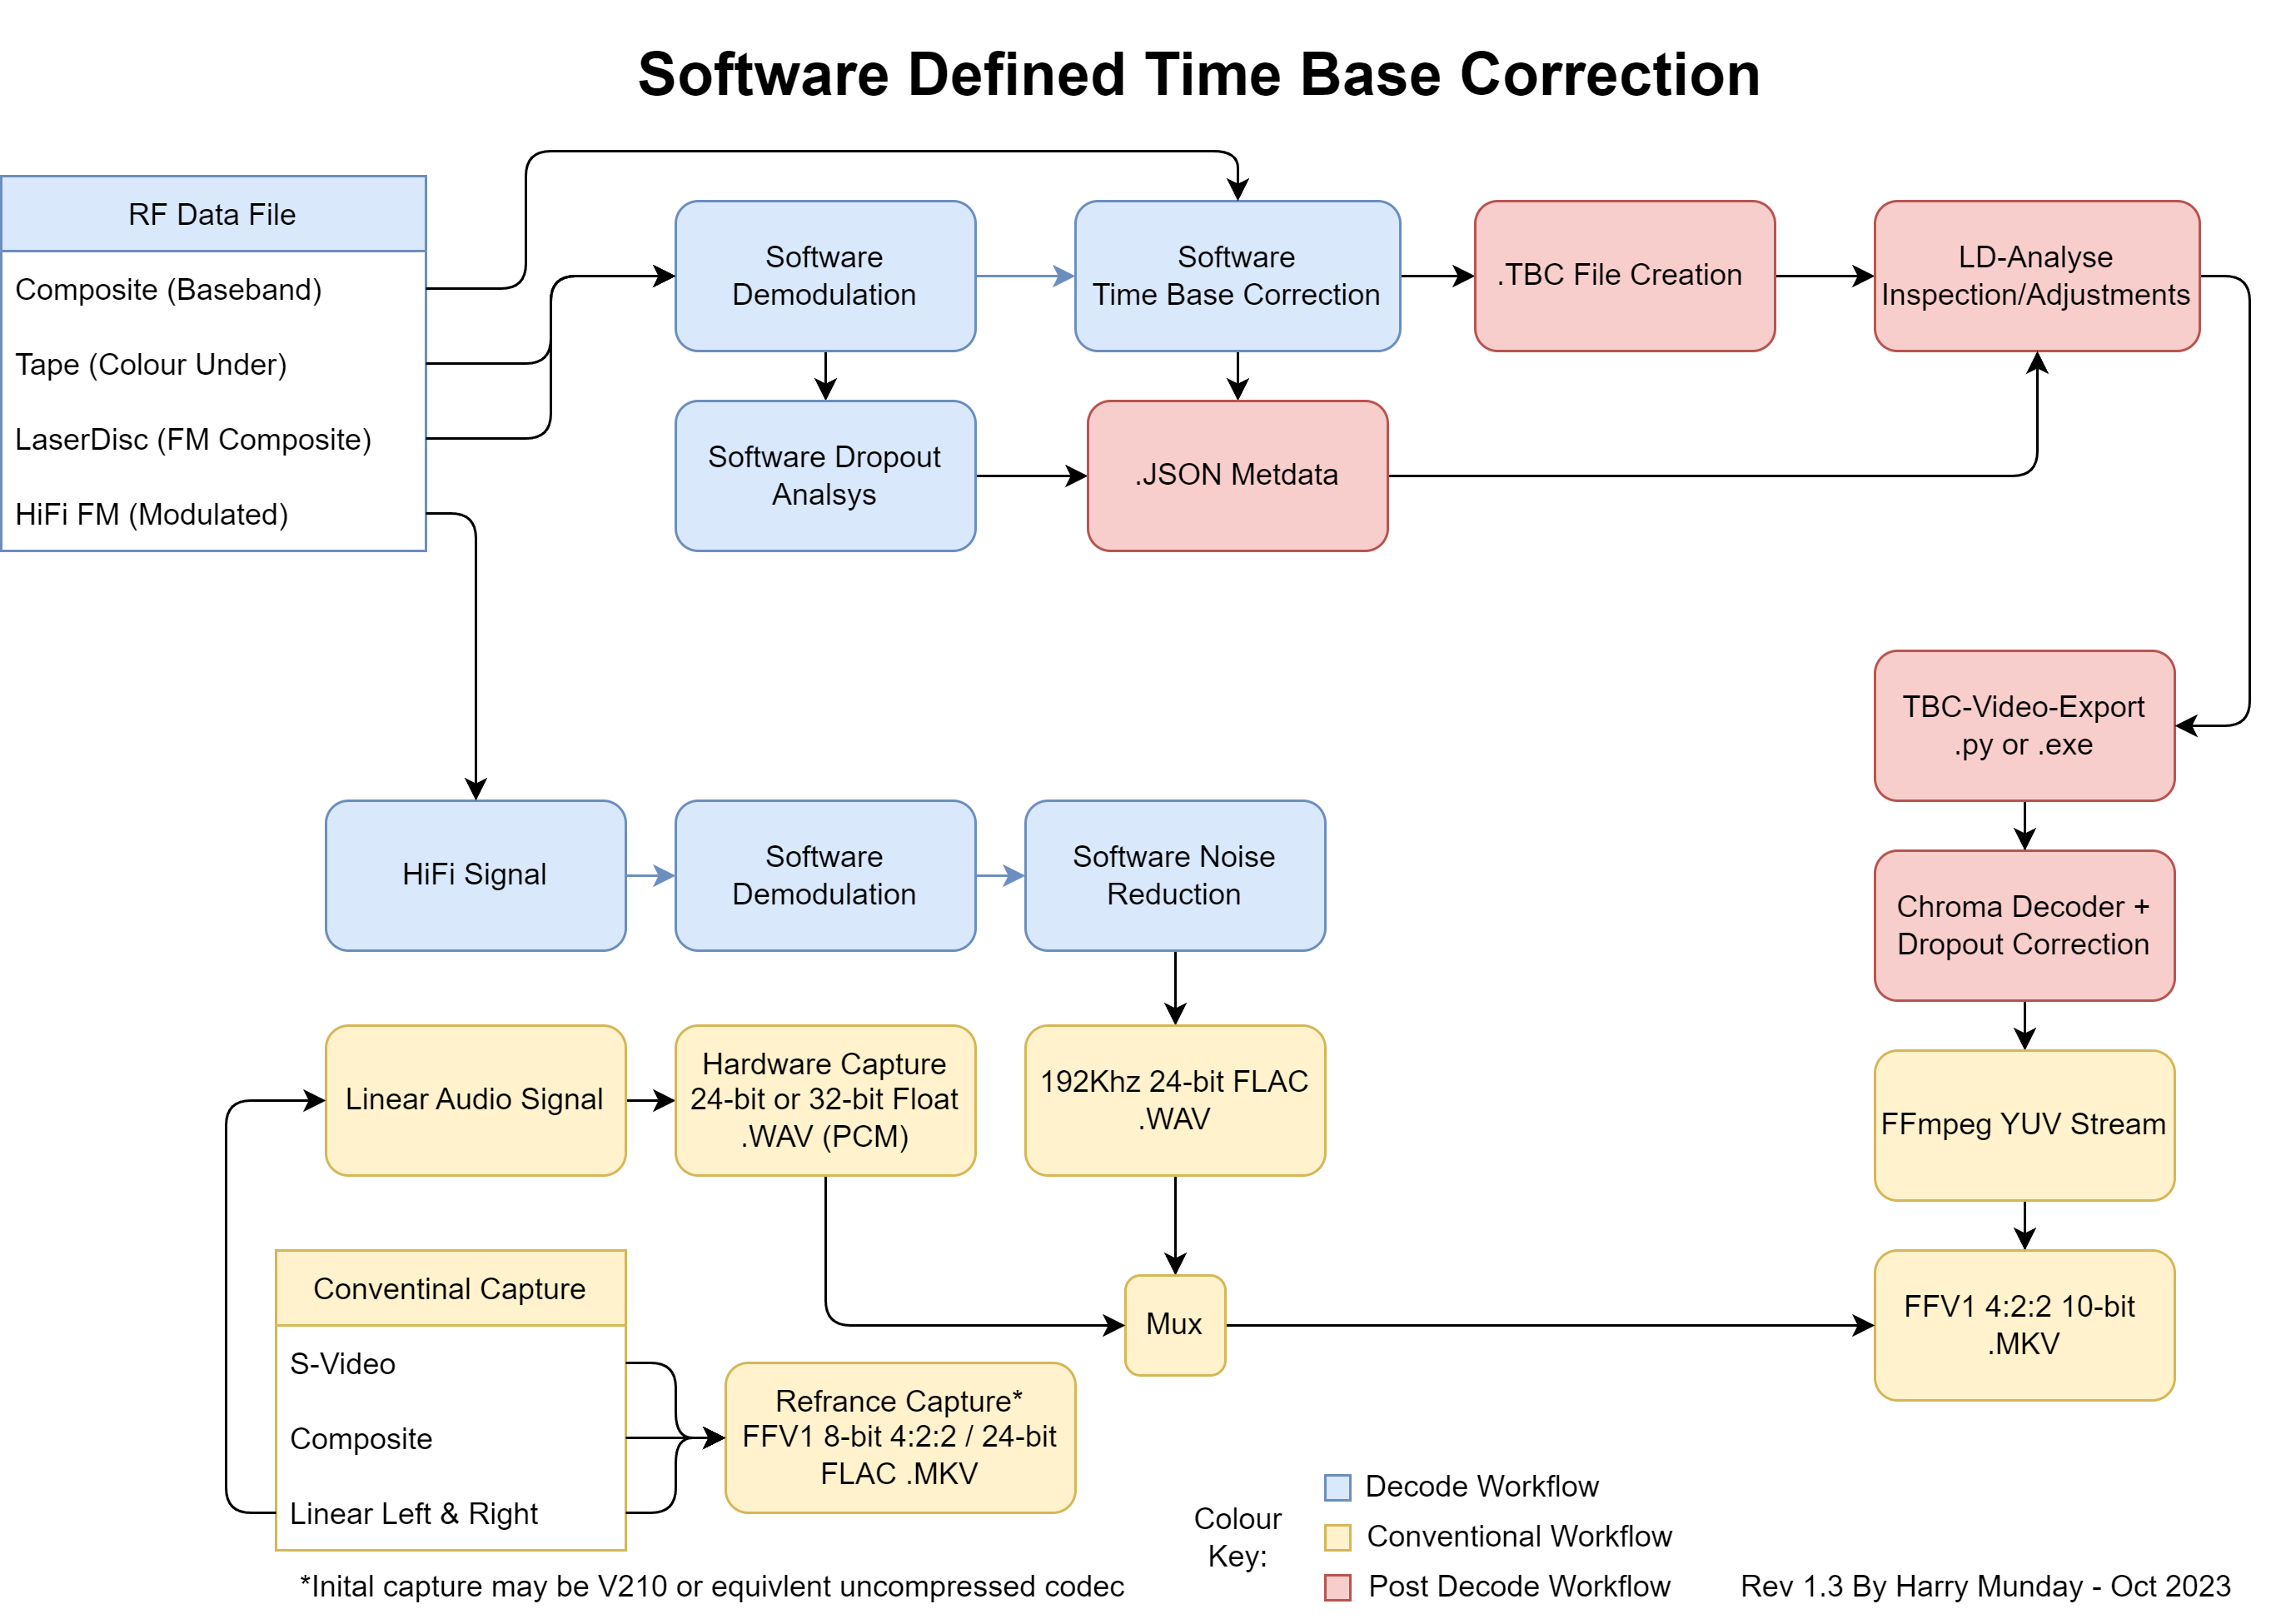 Software Defined Time Base Correction
RF Data File
Composite (Baseband)
Tape (Colour Under)
LaserDisc (FM Composite)
HiFi FM (Modulated)
Software
Demodulation
Software
Time Base Correction
.TBC File Creation
LD-Analyse
Inspection/Adjustments
Software Dropout
Analsys
.JSON Metdata
TBC-Video-Export
.py or .exe
HiFi Signal
Software
Demodulation
Software Noise
Reduction
Chroma Decoder +
Dropout Correction
Linear Audio Signal
Hardware Capture
24-bit or 32-bit Float
.WAV (PCM)
192Khz 24-bit FLAC
.WAV
FFmpeg YUV Stream
Conventinal Capture
S-Video
Composite
Linear Left & Right
Mux
FFV1 4:2:2 10-bit
.MKV
Refrance Capture*
FFV1 8-bit 4:2:2 / 24-bit
FLAC .MKV
Colour
Key:
Decode Workflow
Conventional Workflow
Post Decode Workflow
*Inital capture may be V210 or equivlent uncompressed codec
Rev 1.3 By Harry Munday - Oct 2023